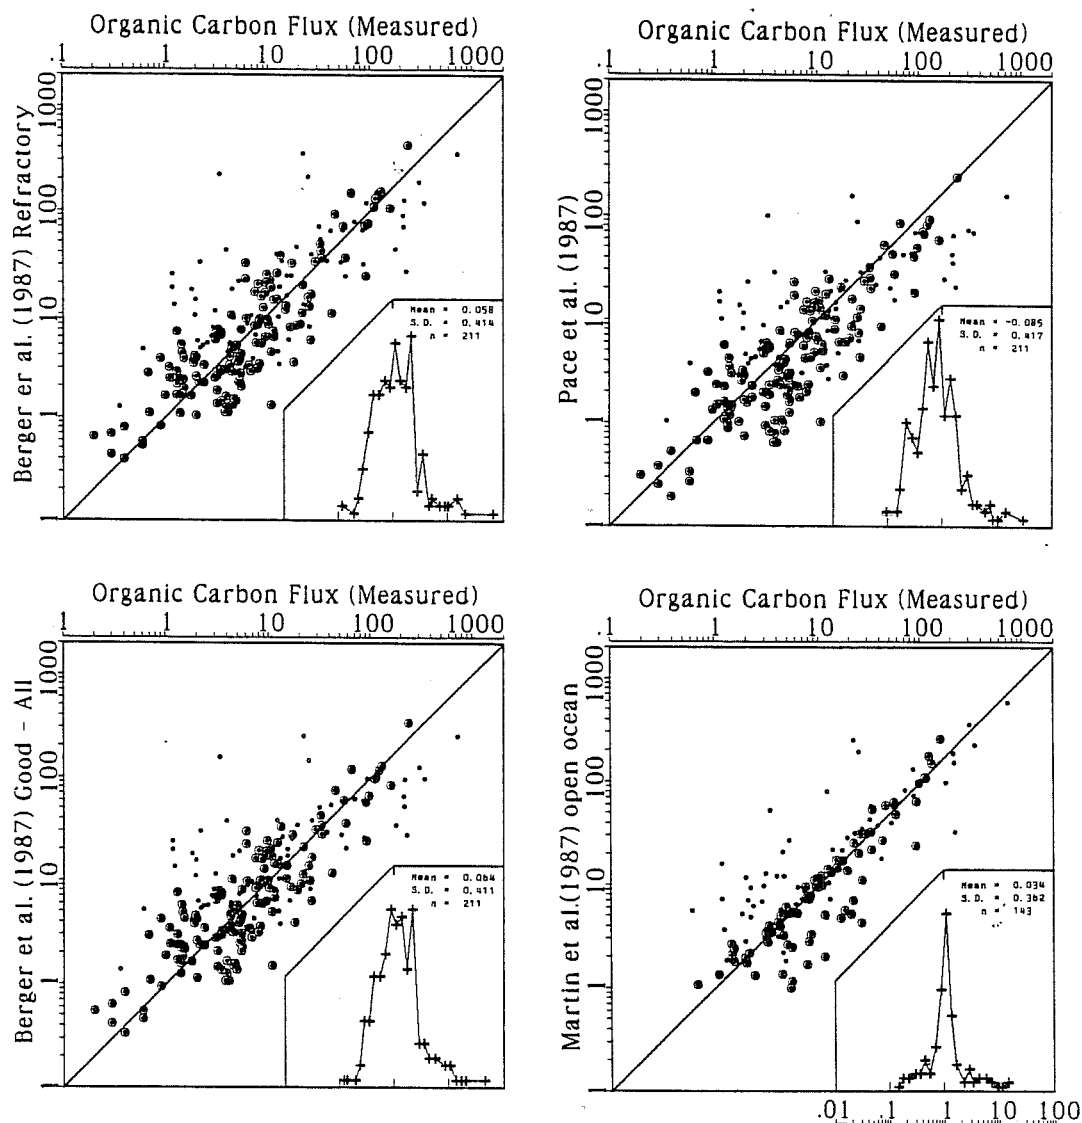 Organic Carbon Flux (Measured)
.1 1 10 100 1000
Berger er al. (1987) Refractory
1000
100
10
1
.1
Mean = 0.058
S.D. = 0.414
n = 211
Organic Carbon Flux (Measured)
.1 1 10 100 1000
Pace et al. (1987)
1000
100
10
1
.1
Mean = -0.085
S.D. = 0.417
n = 211
Organic Carbon Flux (Measured)
.1 1 10 100 1000
Berger et al. (1987) Good - All
1000
100
10
1
.1
Mean = 0.064
S.D. = 0.411
n = 211
Organic Carbon Flux (Measured)
.1 1 10 100 1000
Martin et al.(1987) open ocean
1000
100
10
1
.1
Mean = 0.034
S.D. = 0.362
n = 143
.01 .1 1 10 100